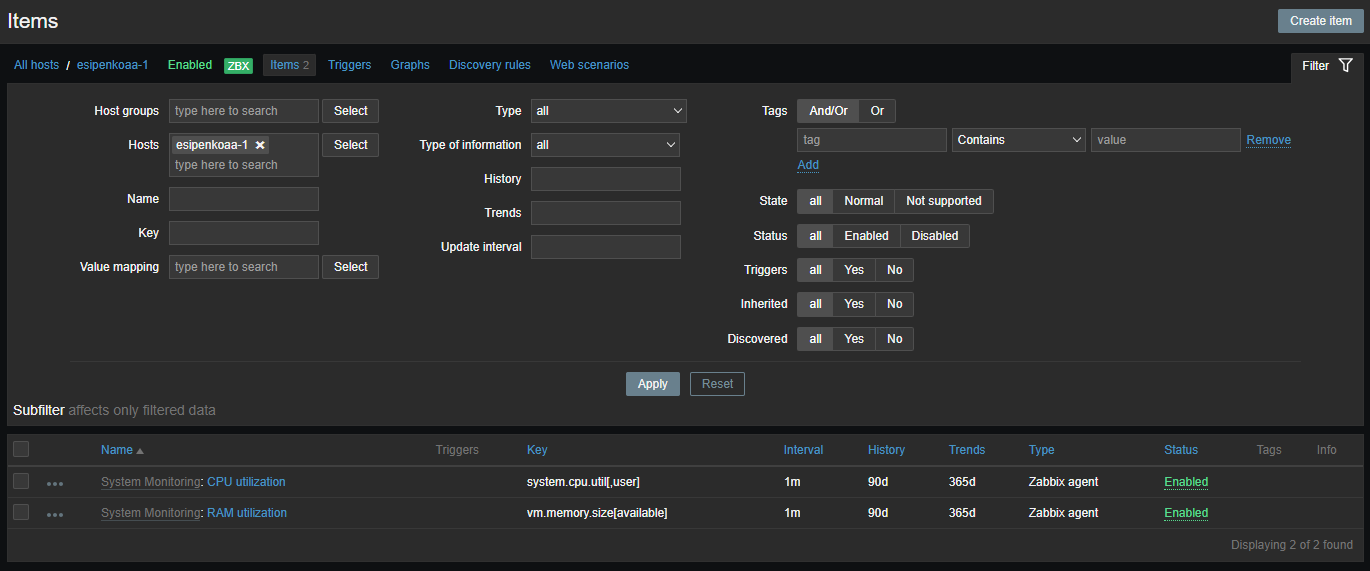 Items
Create item
All hosts / esipenkoaa-1 Enabled ZBX Items 2 Triggers Graphs Discovery rules Web scenarios
Filter
Host groups type here to search Select
Hosts esipenkoaa-1 Select
type here to search
Name
Key
Value mapping type here to search Select
Type all
Type of information all
History
Trends
Update interval
Tags And/Or Or
tag Contains value Remove
Add
State all Normal Not supported
Status all Enabled Disabled
Triggers all Yes No
Inherited all Yes No
Discovered all Yes No
Apply Reset
Subfilter affects only filtered data
Name Triggers Key Interval History Trends Type Status Tags Info
System Monitoring: CPU utilization system.cpu.util[,user] 1m 90d 365d Zabbix agent Enabled
System Monitoring: RAM utilization vm.memory.size[available] 1m 90d 365d Zabbix agent Enabled
Displaying 2 of 2 found